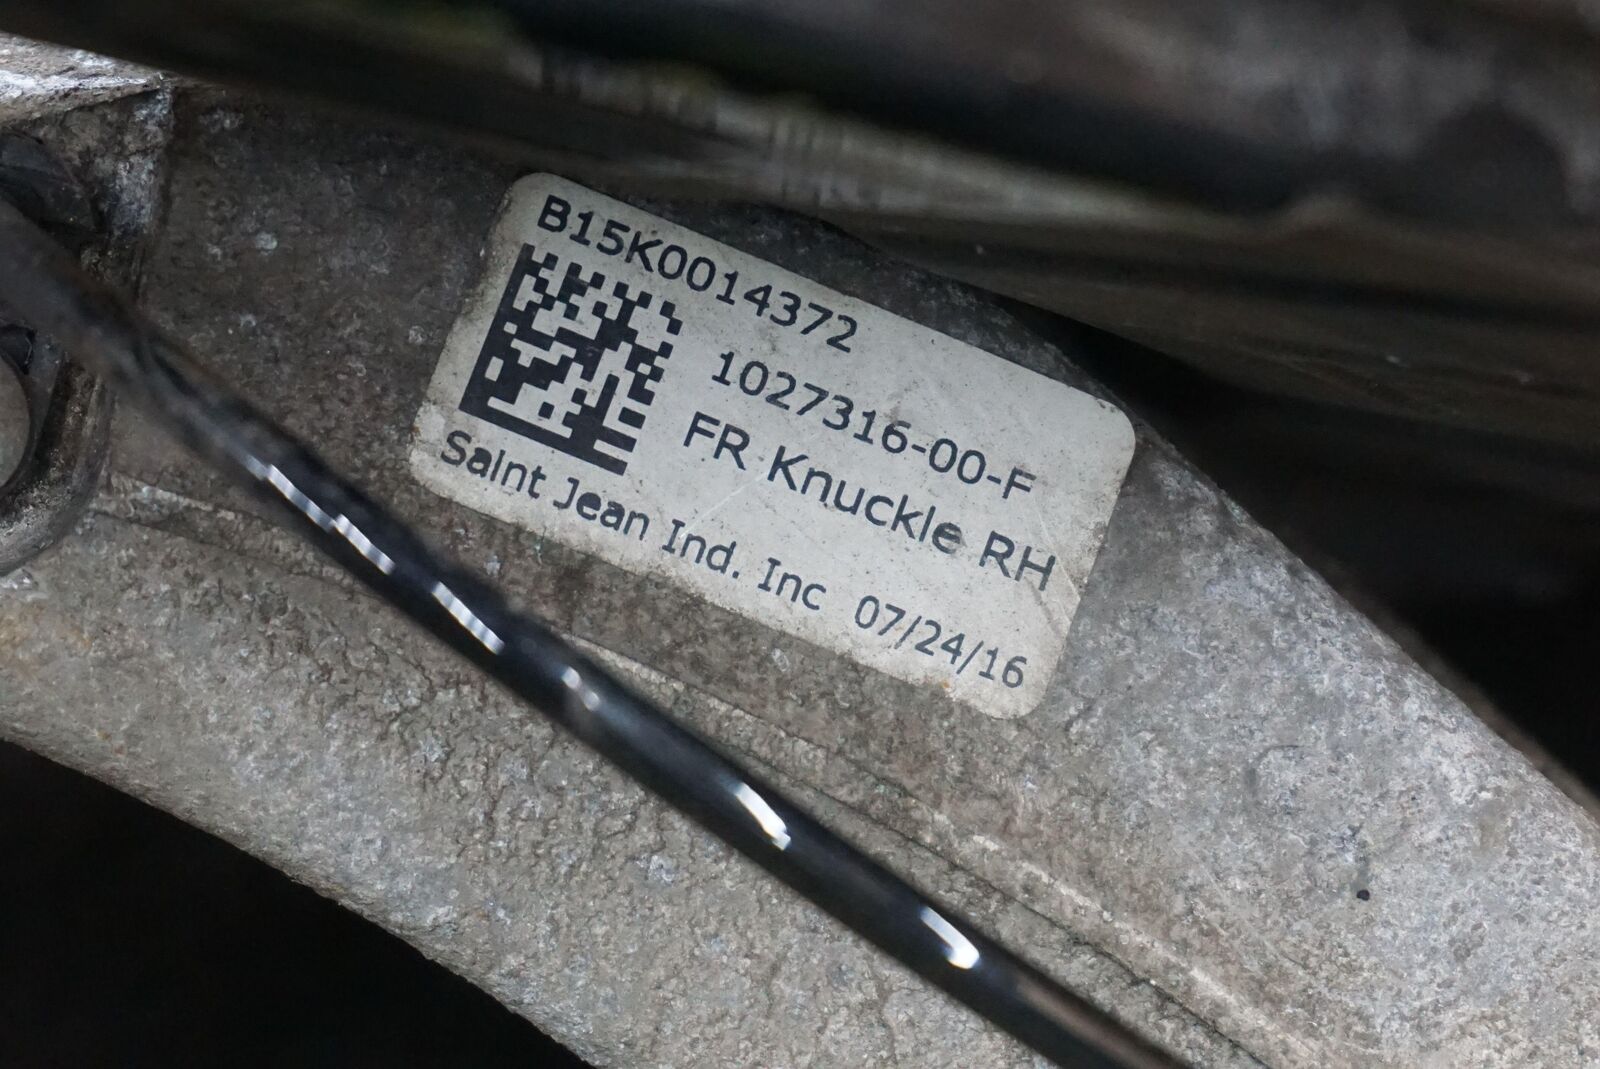 B15K0014372
1027316-00-F
FR Knuckle RH
Saint Jean Ind. Inc 07/24/16